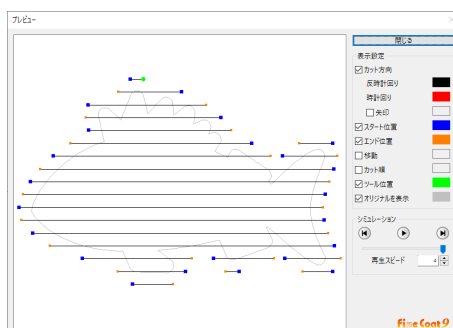 プレビュー
閉じる
表示設定
カット方向
反時計回り
時計回り
矢印
スタート位置
エンド位置
移動
カット順
ツール位置
オリジナルを表示
シミュレーション
再生スピード 4
Fine Coat 9